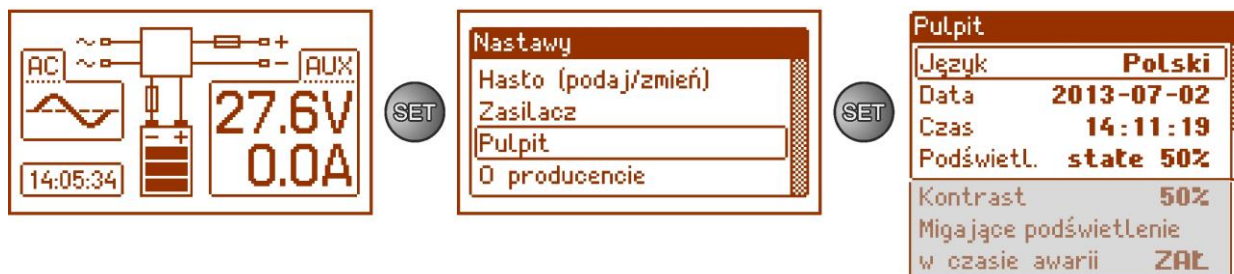 AC
AUX
27.6V
0.0A
14:05:34
- +
SET
Nastawy
Hasło (podaj/zmień)
Zasilacz
Pulpit
O producencie
SET
Pulpit
Język Polski
Data 2013-07-02
Czas 14:11:19
Podświetl. stałe 50%
Kontrast 50%
Migające podświetlenie
w czasie awarii ZAŁ